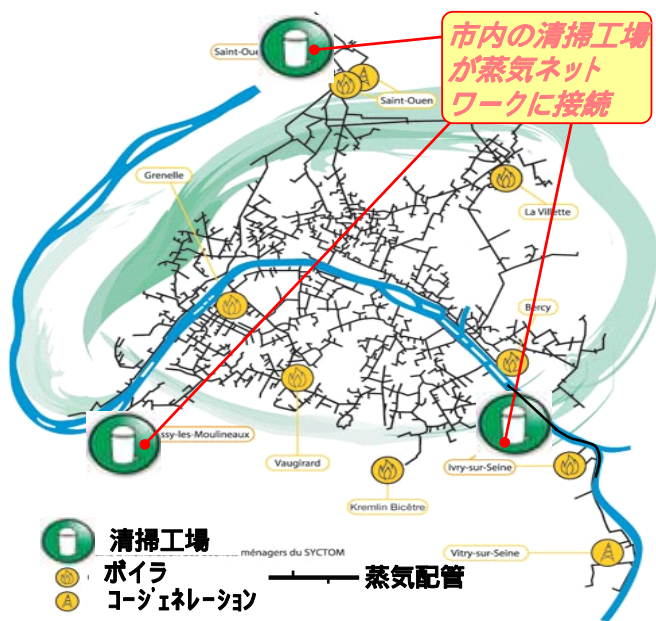 市内の清掃工場
が蒸気ネット
ワークに接続
Saint-Oue
Saint-Ouen
Grenelle
La Villette
Bercy
ssy-les-Moulineaux
Vaugirard
Ivry-sur-Seine
Kremlin Bicêtre
Vitry-sur-Seine
清掃工場
ménagers du SYCTOM
ボイラ
蒸気配管
コージェネレーション